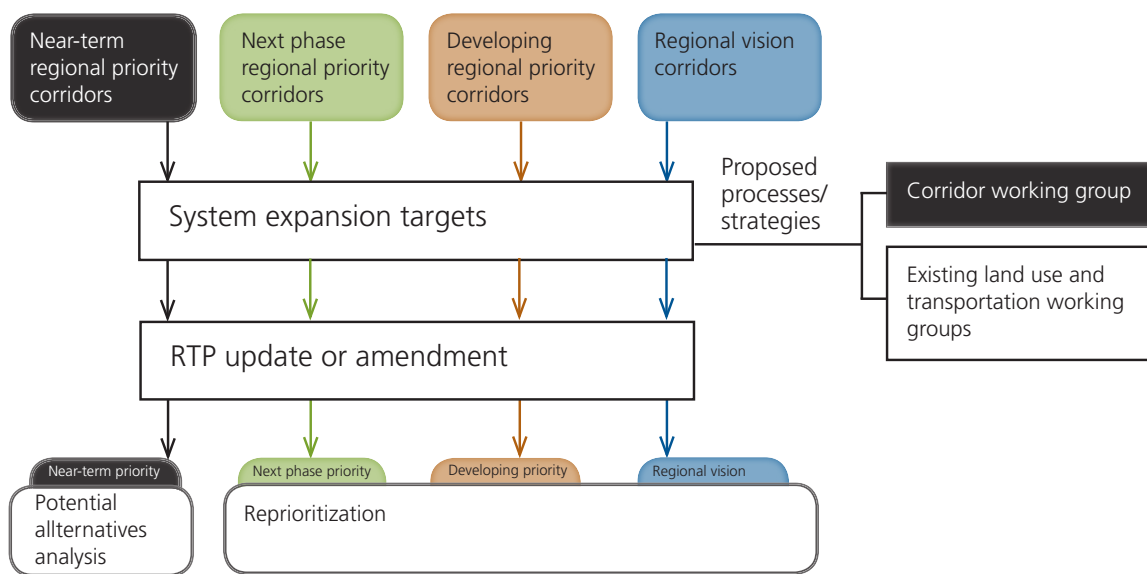 Near-term
regional priority
corridors
Next phase
regional priority
corridors
Developing
regional priority
corridors
Regional vision
corridors
System expansion targets
Proposed
processes/
strategies
Corridor working group
Existing land use and
transportation working
groups
RTP update or amendment
Near-term priority
Next phase priority
Developing priority
Regional vision
Potential
allternatives
analysis
Reprioritization